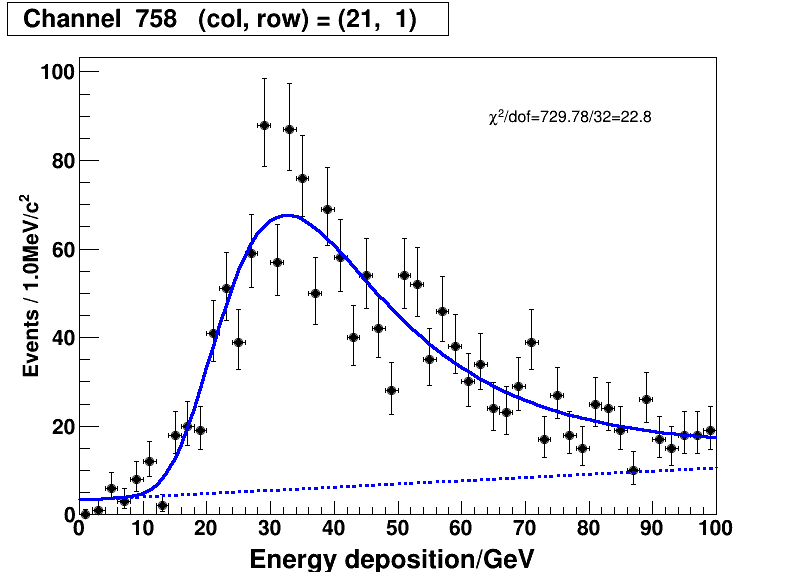 Channel 758 (col, row) = (21, 1)
χ²/dof=729.78/32=22.8
Events / 1.0MeV/c²
100
80
60
40
20
0
0 10 20 30 40 50 60 70 80 90 100
Energy deposition/GeV